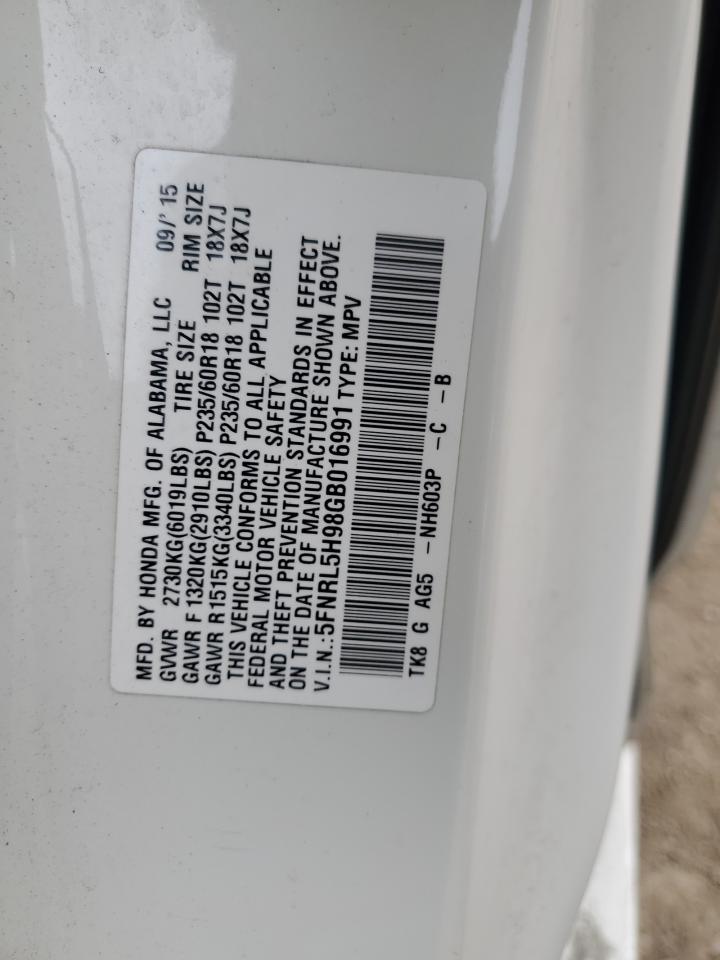 MFD. BY HONDA MFG. OF ALABAMA, LLC 09/' 15
GVWR 2730KG(6019LBS) TIRE SIZE RIM SIZE
GAWR F 1320KG(2910LBS) P235/60R18 102T 18X7J
GAWR R1515KG(3340LBS) P235/60R18 102T 18X7J
THIS VEHICLE CONFORMS TO ALL APPLICABLE
FEDERAL MOTOR VEHICLE SAFETY
AND THEFT PREVENTION STANDARDS IN EFFECT
ON THE DATE OF MANUFACTURE SHOWN ABOVE.
V.I.N.:5FNRL5H98GB016991 TYPE: MPV
TK8 G AG5 -NH603P -C -B